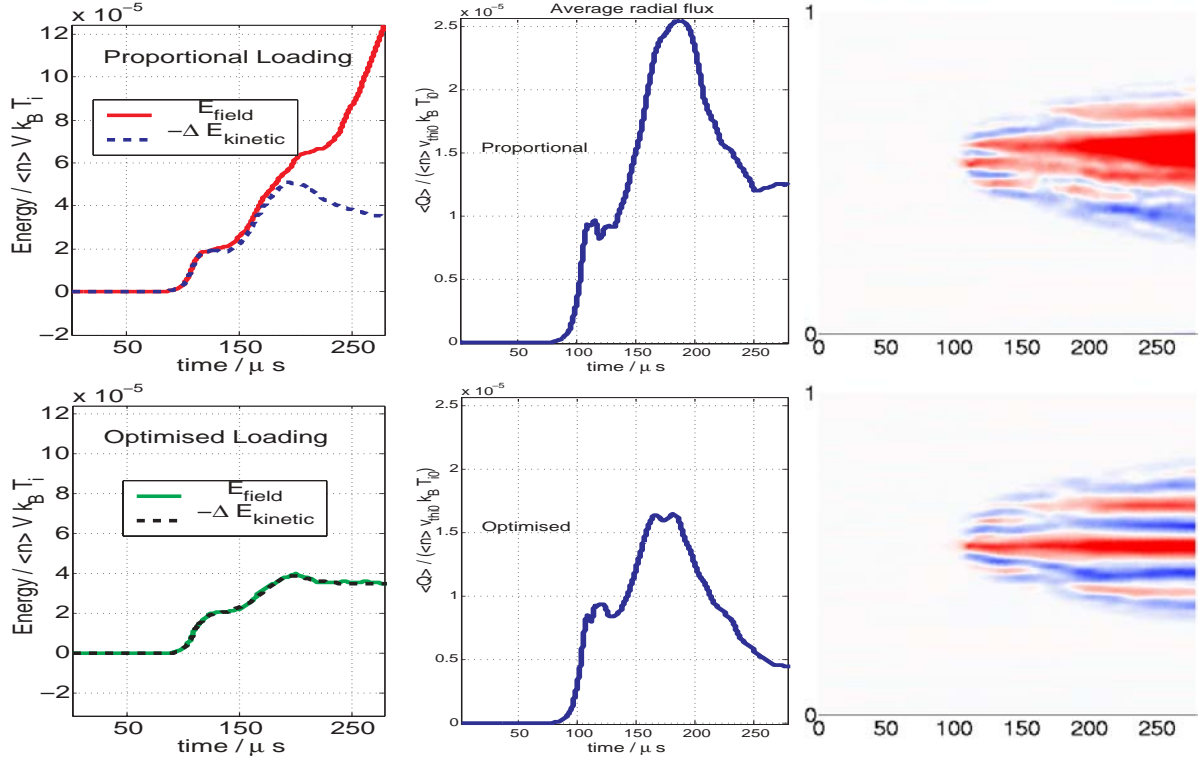 x 10⁻⁵
12
10
8
6
4
2
0
−2
Proportional Loading
E_field
−Δ E_kinetic
Energy / <n> V k_B T_i
50
150
250
time / μ s
Average radial flux
x 10⁻⁵
2.5
2
1.5
1
0.5
0
Proportional
<Q> / (<n> v_thi0 k_B T_i0)
50
100
150
200
250
time / μ s
1
0
0
50
100
150
200
250
x 10⁻⁵
12
10
8
6
4
2
0
−2
Optimised Loading
E_field
−Δ E_kinetic
Energy / <n> V k_B T_i
50
150
250
time / μ s
x 10⁻⁵
2.5
2
1.5
1
0.5
0
Optimised
<Q> / (<n> v_thi0 k_B T_i0)
50
100
150
200
250
time / μ s
1
0
0
50
100
150
200
250